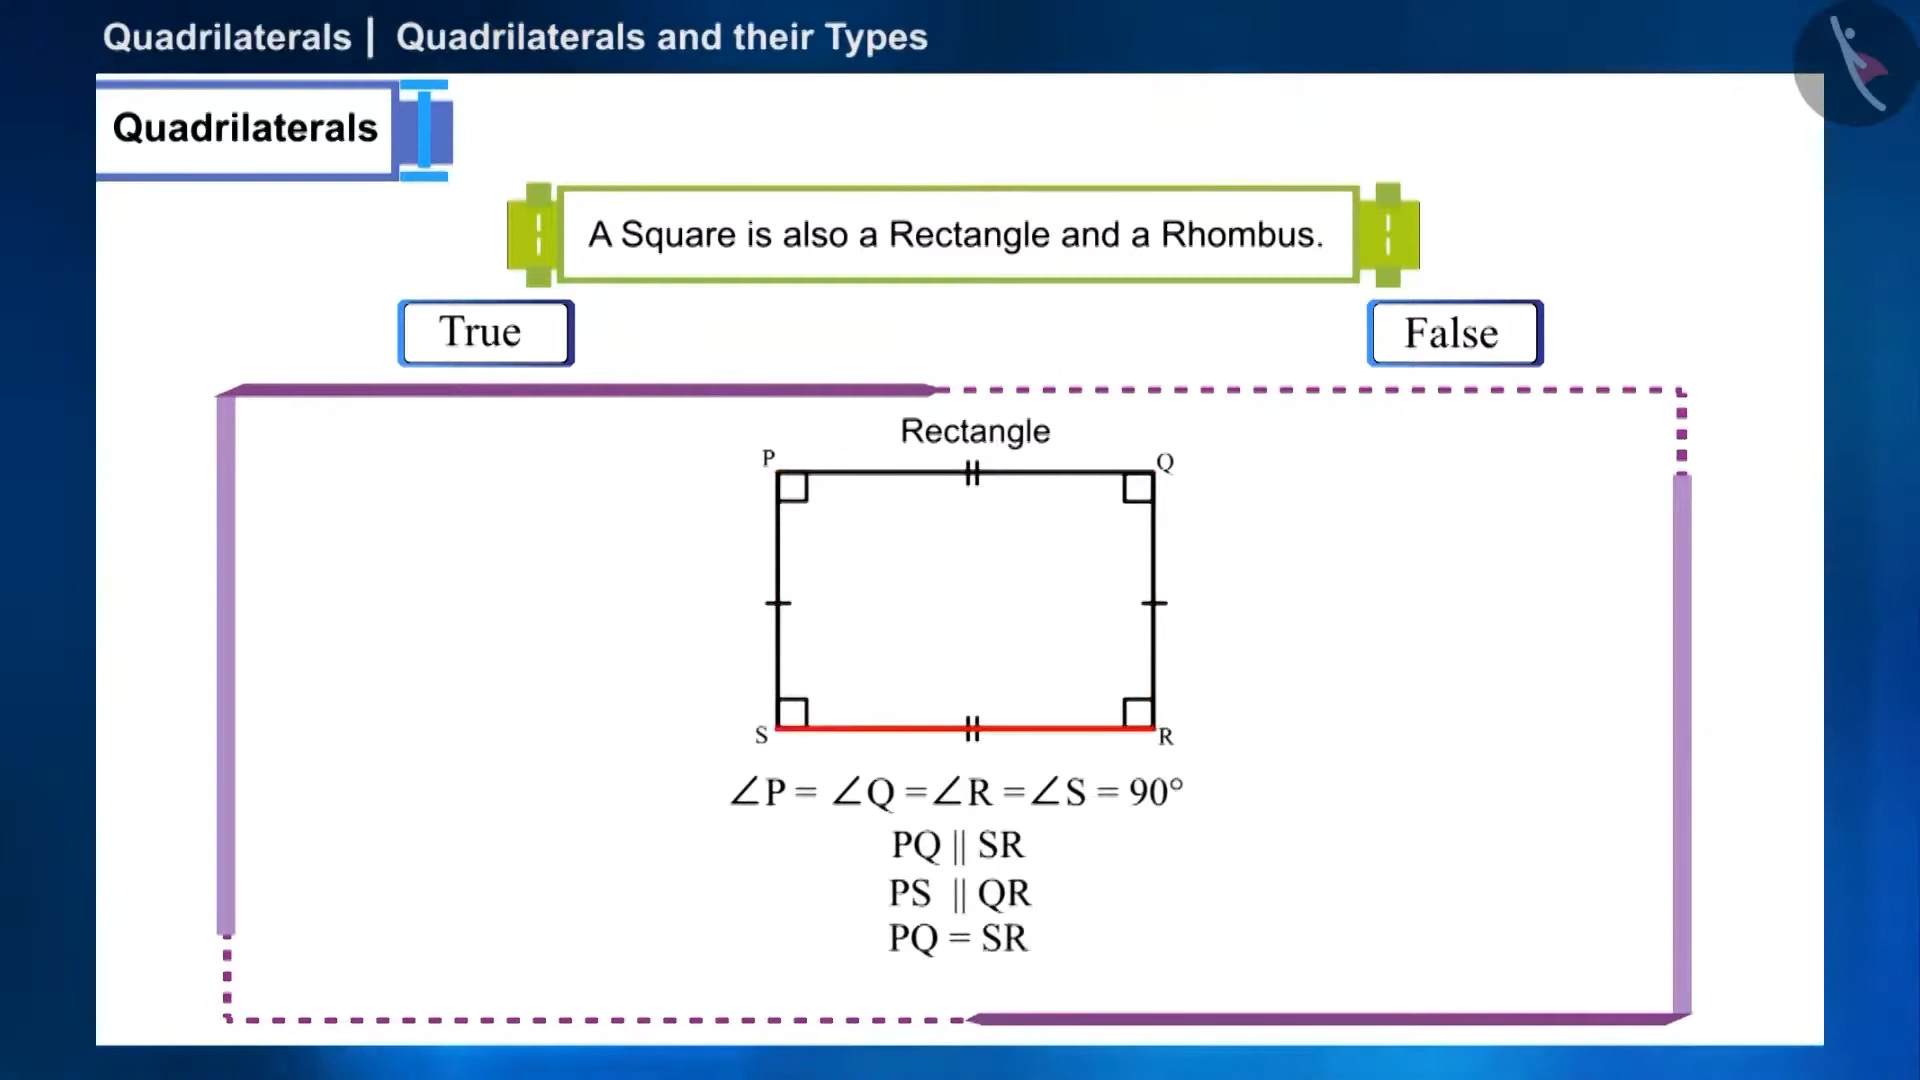 Quadrilaterals | Quadrilaterals and their Types
Quadrilaterals
A Square is also a Rectangle and a Rhombus.
True
False
Rectangle
P
Q
S
R
∠P = ∠Q = ∠R = ∠S = 90°
PQ || SR
PS || QR
PQ = SR